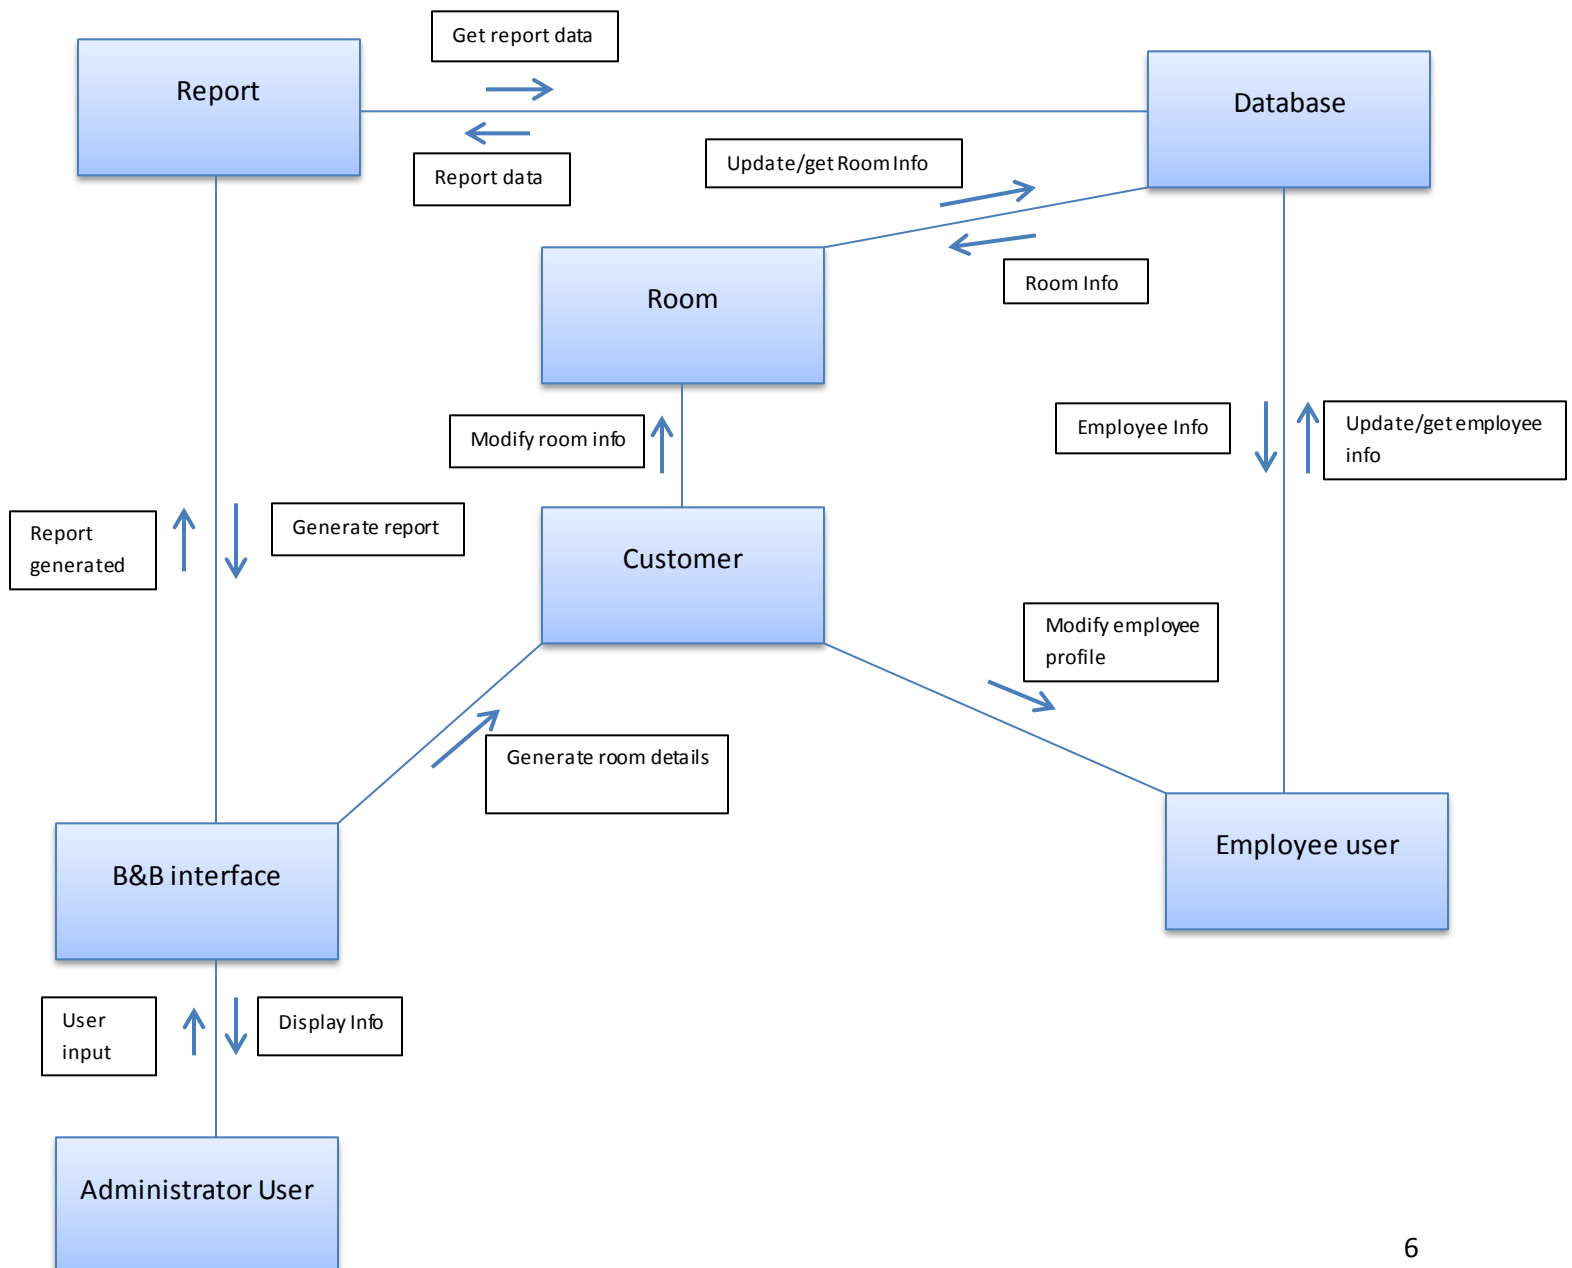 Get report data
Report
Database
Update/get Room Info
Report data
Room Info
Room
Modify room info
Employee Info
Update/get employee
info
Report
generated
Generate report
Customer
Modify employee
profile
Generate room details
B&B interface
Employee user
User
input
Display Info
Administrator User
6